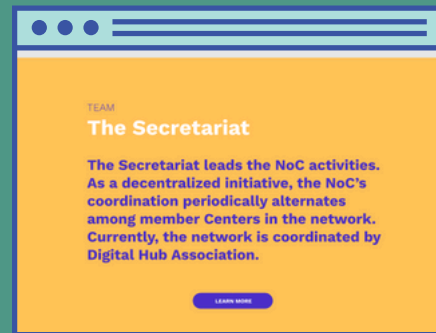 TEAM
The Secretariat
The Secretariat leads the NoC activities.
As a decentralized initiative, the NoC's
coordination periodically alternates
among member Centers in the network.
Currently, the network is coordinated by
Digital Hub Association.
LEARN MORE